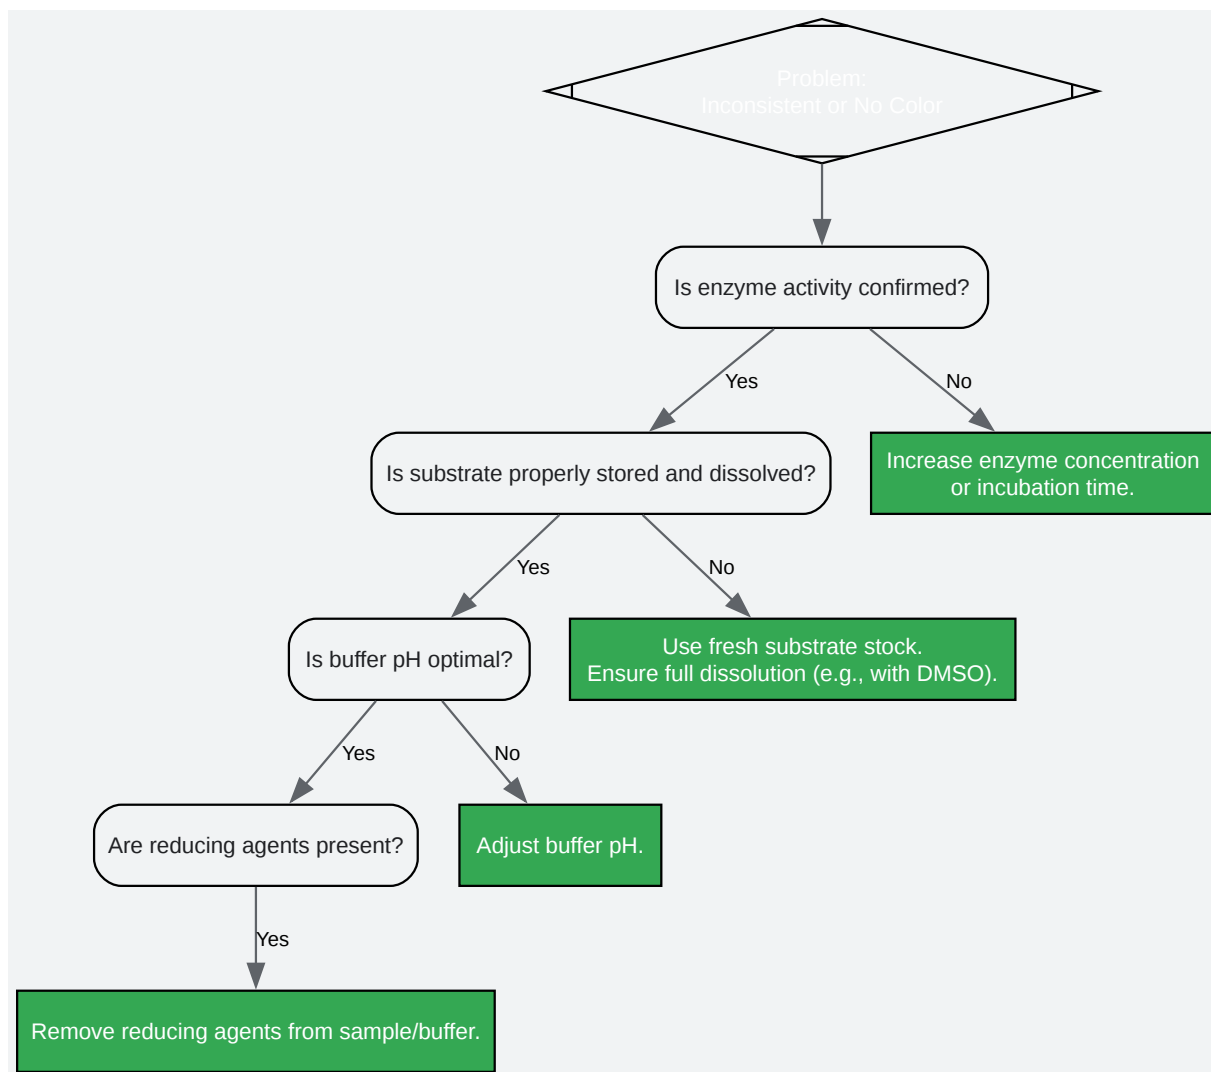 Problem:
Inconsistent or No Color
Is enzyme activity confirmed?
Yes
No
Is substrate properly stored and dissolved?
Increase enzyme concentration
or incubation time.
Yes
No
Is buffer pH optimal?
Use fresh substrate stock.
Ensure full dissolution (e.g., with DMSO).
Yes
No
Are reducing agents present?
Adjust buffer pH.
Yes
Remove reducing agents from sample/buffer.